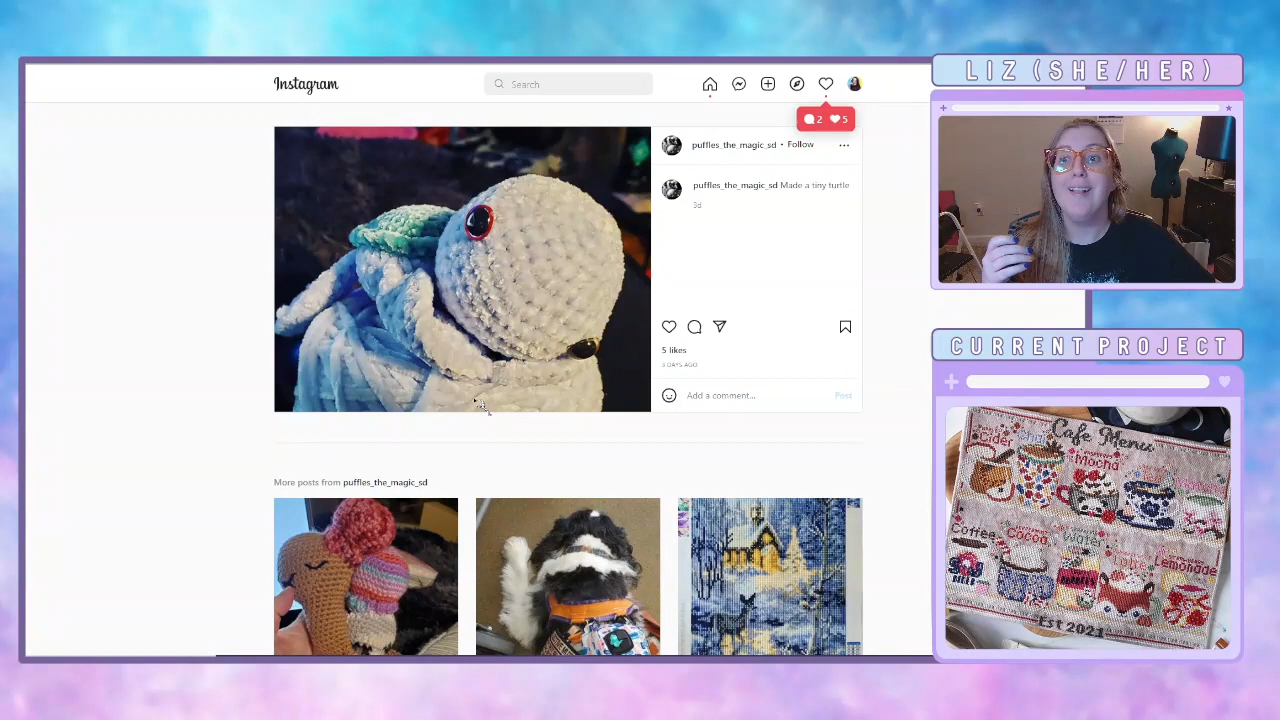 Instagram
Search
2 5
puffles_the_magic_sd • Follow
puffles_the_magic_sd Made a tiny turtle
3d
5 likes
3 DAYS AGO
Add a comment...
Post
More posts from puffles_the_magic_sd
LIZ (SHE/HER)
CURRENT PROJECT
Cafe Menu
Cider
Mocha
Coffee
Cocoa
Lemonade
Est 2021